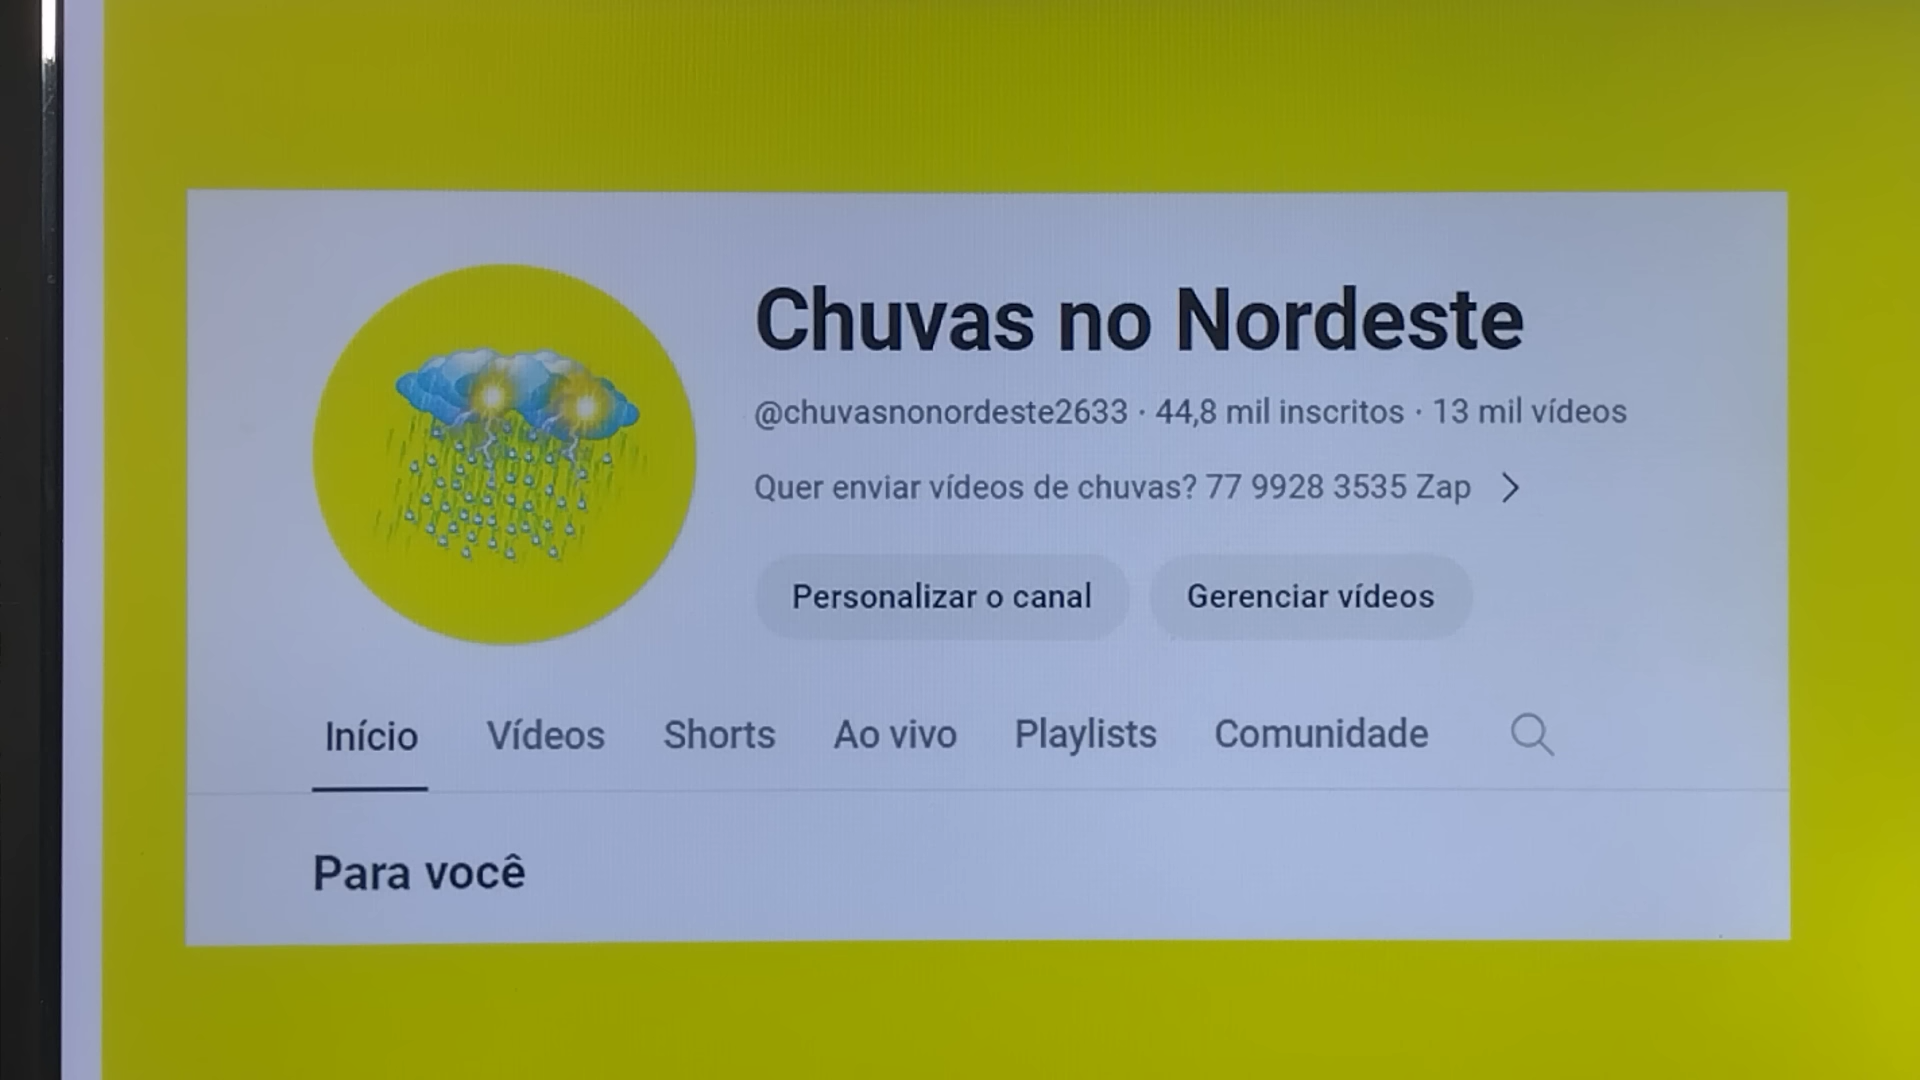 Chuvas no Nordeste
@chuvasnonordeste2633 · 44,8 mil inscritos · 13 mil vídeos
Quer enviar vídeos de chuvas? 77 9928 3535 Zap
Personalizar o canal Gerenciar vídeos
Início Vídeos Shorts Ao vivo Playlists Comunidade
Para você